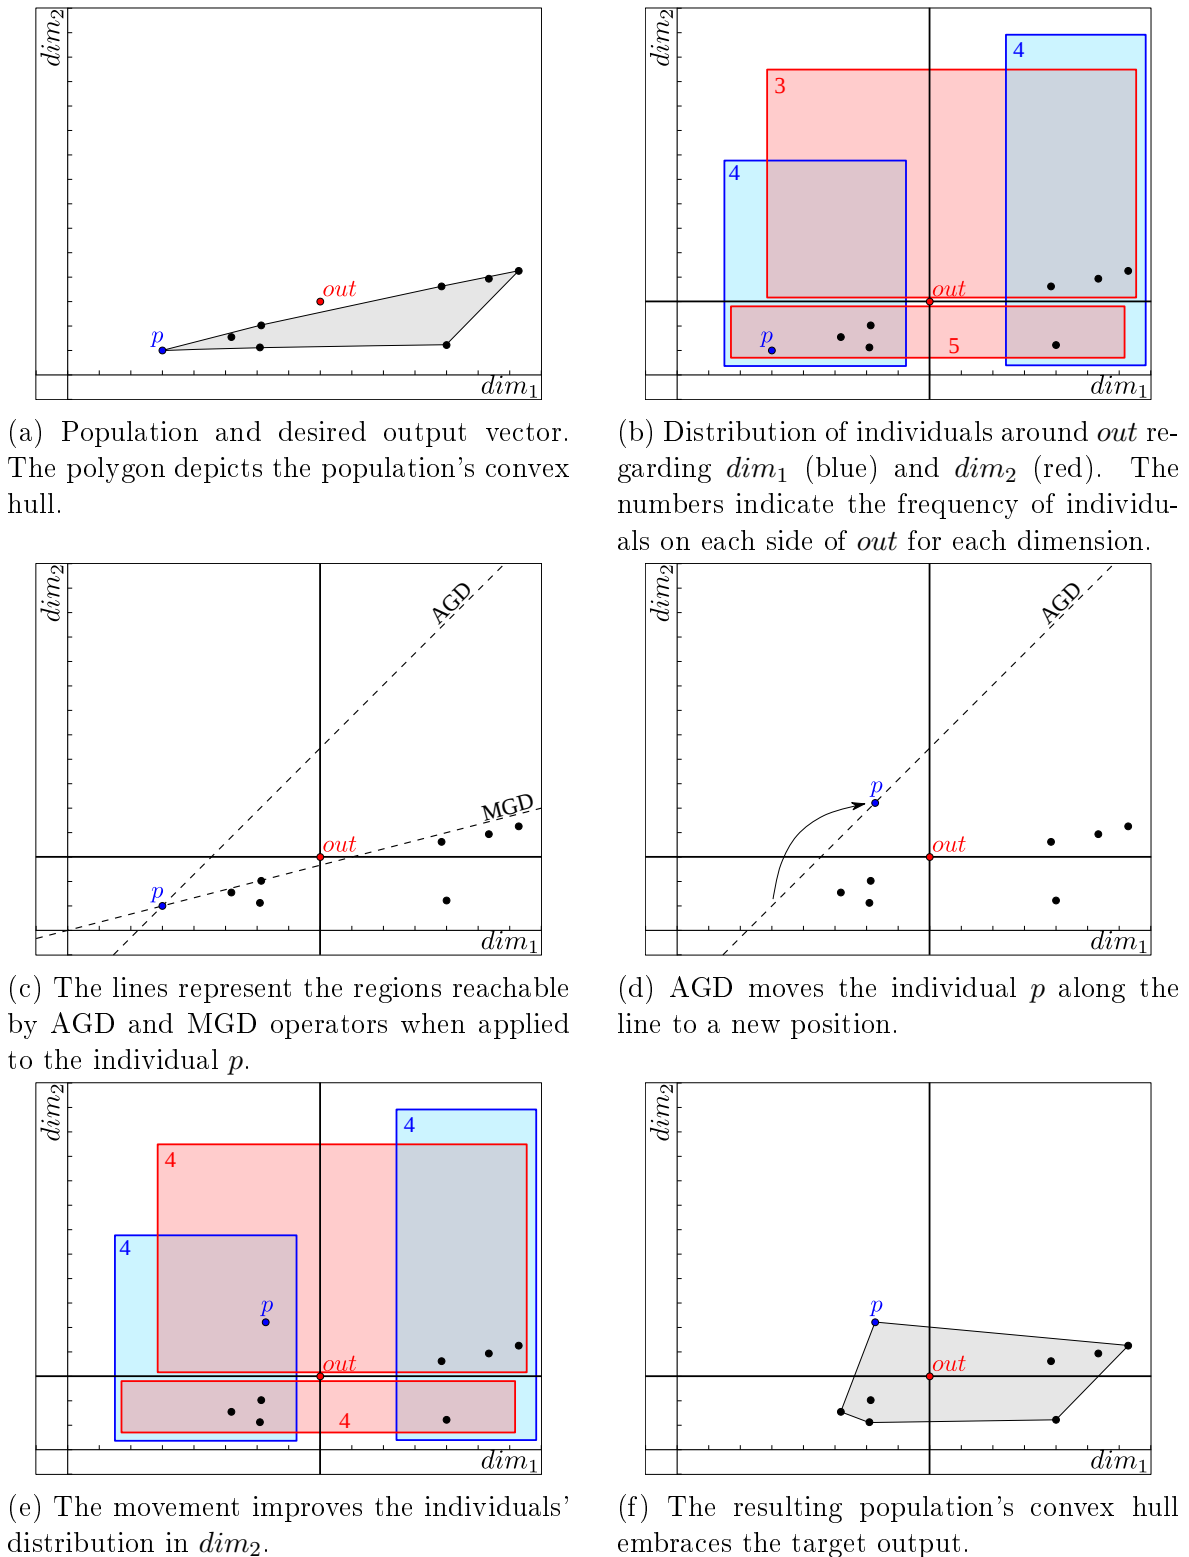 dim₂
out
p
dim₁
(a) Population and desired output vector.
The polygon depicts the population's convex
hull.
dim₂
3
4
4
out
p
5
dim₁
(b) Distribution of individuals around out re-
garding dim₁ (blue) and dim₂ (red). The
numbers indicate the frequency of individu-
als on each side of out for each dimension.
dim₂
AGD
MGD
out
p
dim₁
(c) The lines represent the regions reachable
by AGD and MGD operators when applied
to the individual p.
dim₂
AGD
p
out
dim₁
(d) AGD moves the individual p along the
line to a new position.
dim₂
4
4
4
p
out
4
dim₁
(e) The movement improves the individuals'
distribution in dim₂.
dim₂
p
out
dim₁
(f) The resulting population's convex hull
embraces the target output.